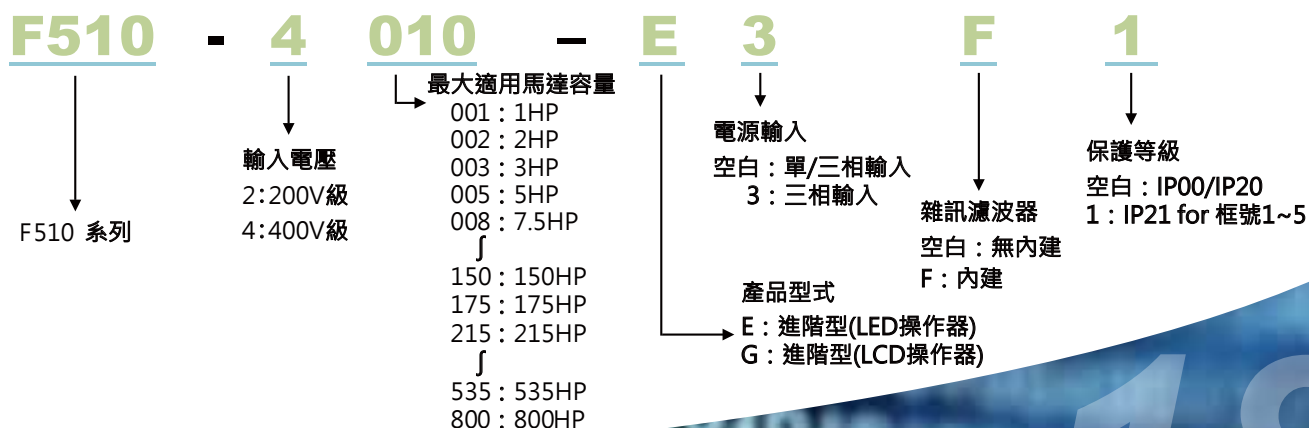 F510 - 4 010 - E 3 F 1
F510 系列
輸入電壓
2:200V級
4:400V級
最大適用馬達容量
001:1HP
002:2HP
003:3HP
005:5HP
008:7.5HP
∫
150:150HP
175:175HP
215:215HP
∫
535:535HP
800:800HP
產品型式
E:進階型(LED操作器)
G:進階型(LCD操作器)
電源輸入
空白:單/三相輸入
3:三相輸入
雜訊濾波器
空白:無內建
F:內建
保護等級
空白:IP00/IP20
1:IP21 for 框號1~5